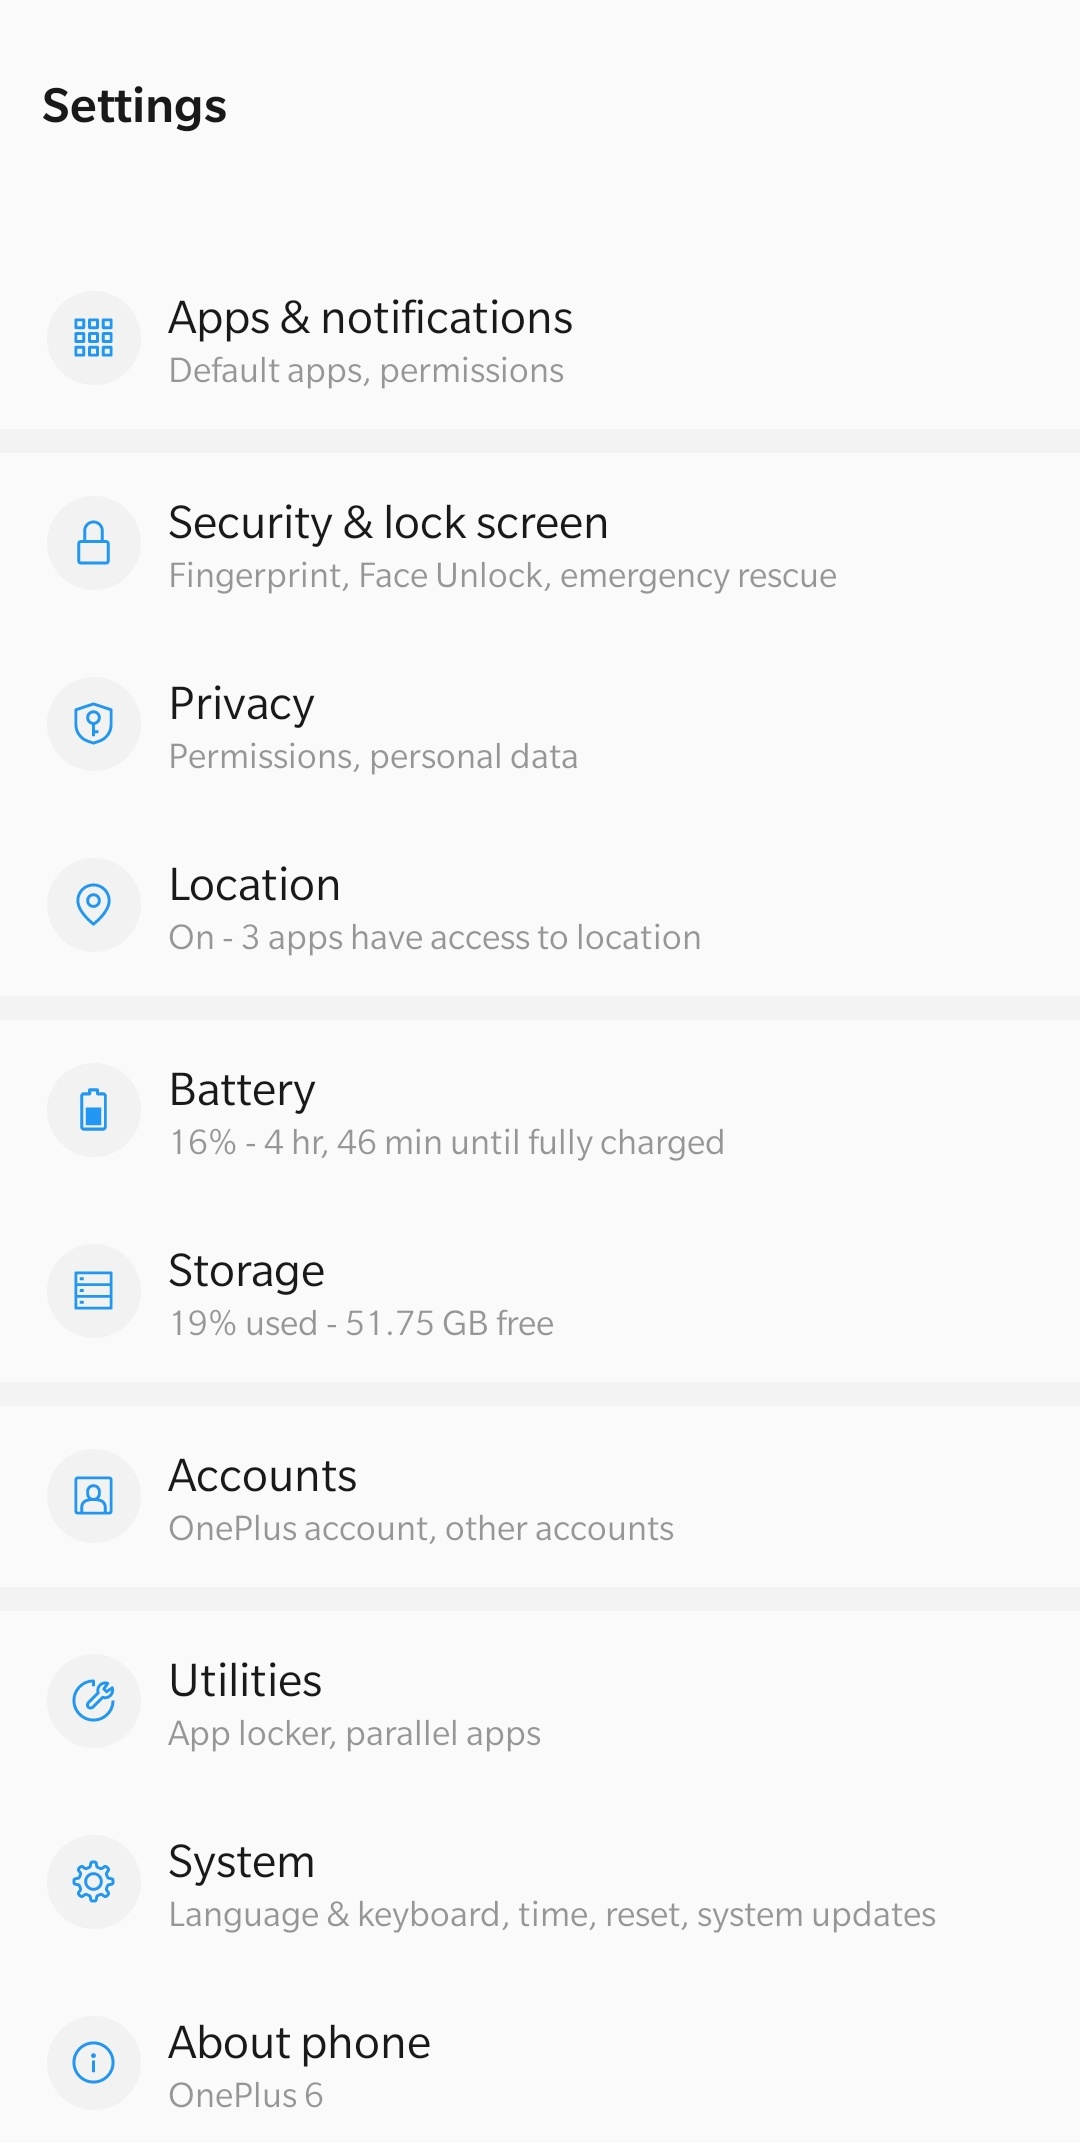 Settings
Apps & notifications
Default apps, permissions
Security & lock screen
Fingerprint, Face Unlock, emergency rescue
Privacy
Permissions, personal data
Location
On - 3 apps have access to location
Battery
16% - 4 hr, 46 min until fully charged
Storage
19% used - 51.75 GB free
Accounts
OnePlus account, other accounts
Utilities
App locker, parallel apps
System
Language & keyboard, time, reset, system updates
About phone
OnePlus 6